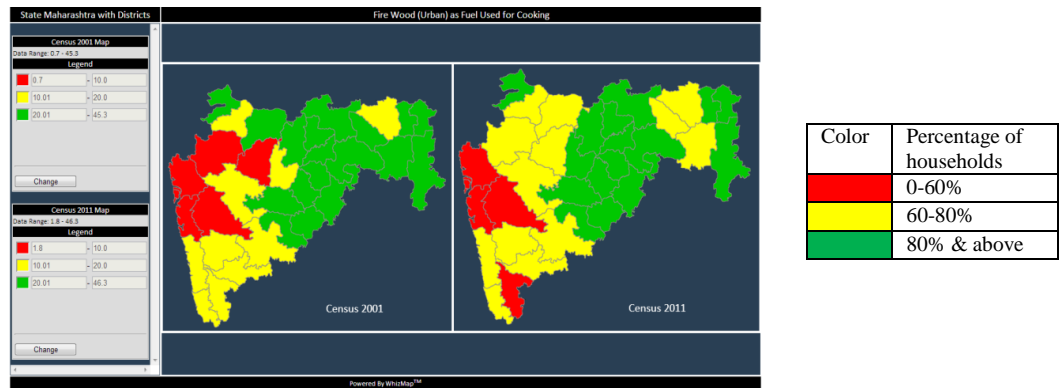 State Maharashtra with Districts
Fire Wood (Urban) as Fuel Used for Cooking
Census 2001 Map
Data Range: 0.7 - 45.3
Legend
0.7 - 10.0
10.01 - 20.0
20.01 - 45.3
Change
Census 2011 Map
Data Range: 1.8 - 46.3
Legend
1.8 - 10.0
10.01 - 20.0
20.01 - 46.3
Change
Census 2001
Census 2011
Powered By WhizMap™
Color Percentage of
households
0-60%
60-80%
80% & above